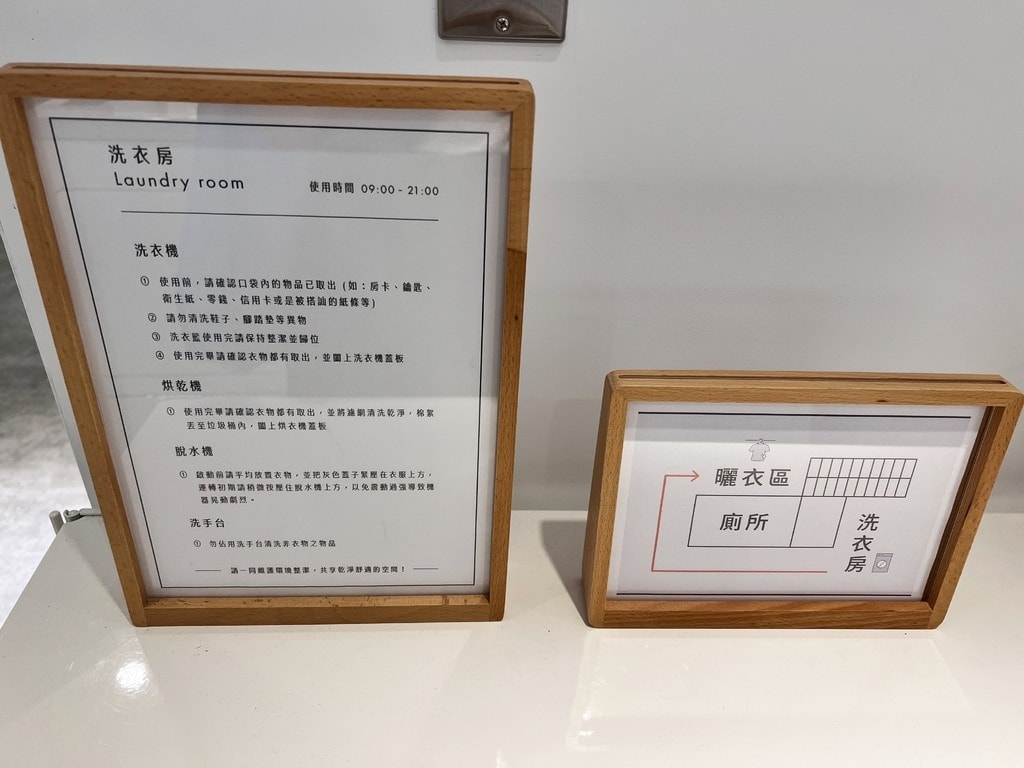 洗衣房
Laundry room
使用時間 09:00 - 21:00
洗衣機
① 使用前，請確認口袋內的物品已取出 (如：房卡、鑰匙、
衛生紙、零錢、信用卡或是被搭訕的紙條等)
② 請勿清洗鞋子、腳踏墊等異物
③ 洗衣籃使用完請保持整潔並歸位
④ 使用完畢請確認衣物都有取出，並關上洗衣機蓋板
烘乾機
① 使用完畢請確認衣物都有取出，並將濾網清洗乾淨，棉絮
丟至垃圾桶內，關上烘衣機蓋板
脫水機
① 啟動前請平均放置衣物，並把灰色蓋子緊壓在衣服上方，
運轉初期請稍微按壓住脫水機上方，以免震動過強導致機
器晃動劇烈。
洗手台
① 勿佔用洗手台清洗非衣物之物品
請一同維護環境整潔，共享乾淨舒適的空間！
曬衣區
廁所
洗衣房